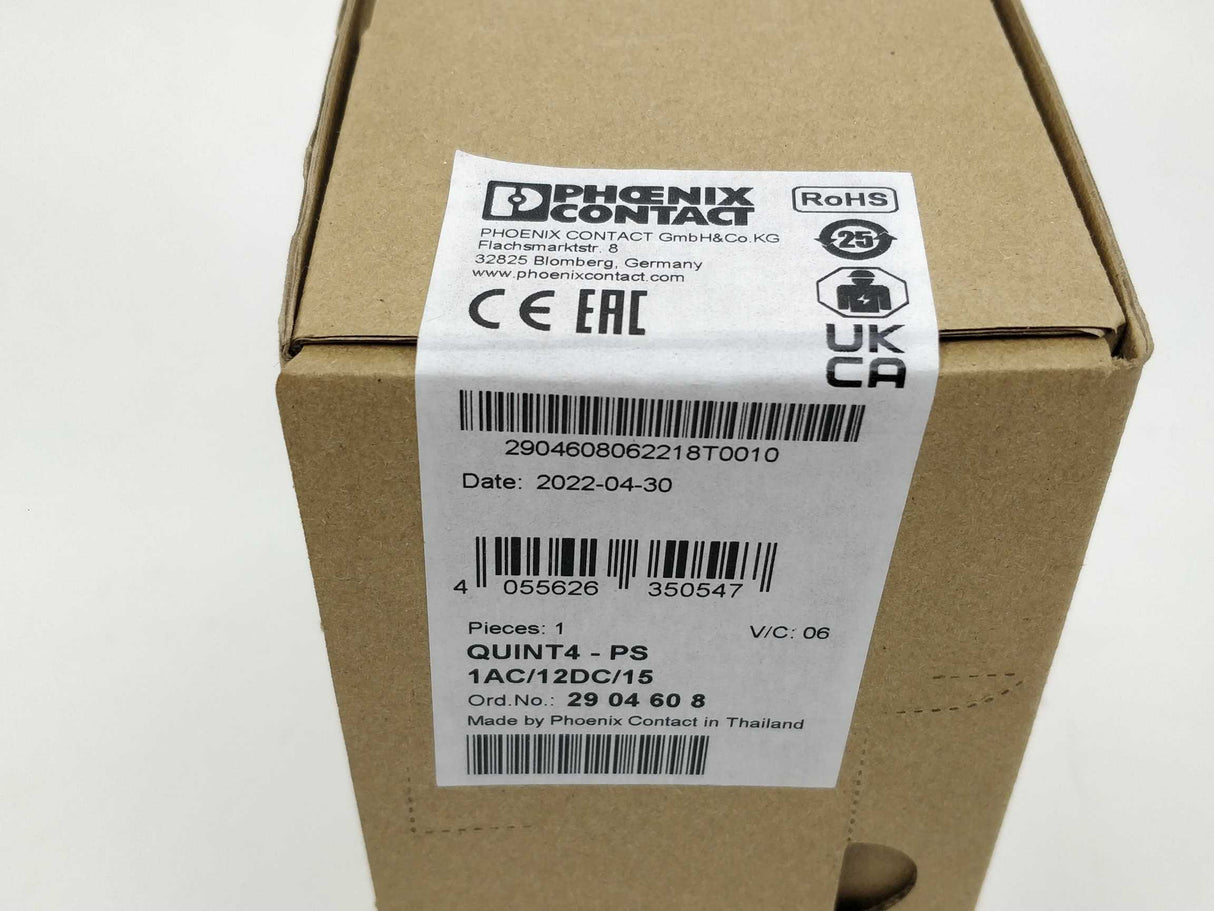 PHŒNIX
CONTACT
RoHS
PHOENIX CONTACT GmbH&Co.KG
Flachsmarktstr. 8
32825 Blomberg, Germany
www.phoenixcontact.com
25
CE EAC
UK
CA
2904608062218T0010
Date: 2022-04-30
4 055626 350547
Pieces: 1 V/C: 06
QUINT4 - PS
1AC/12DC/15
Ord.No.: 29 04 60 8
Made by Phoenix Contact in Thailand